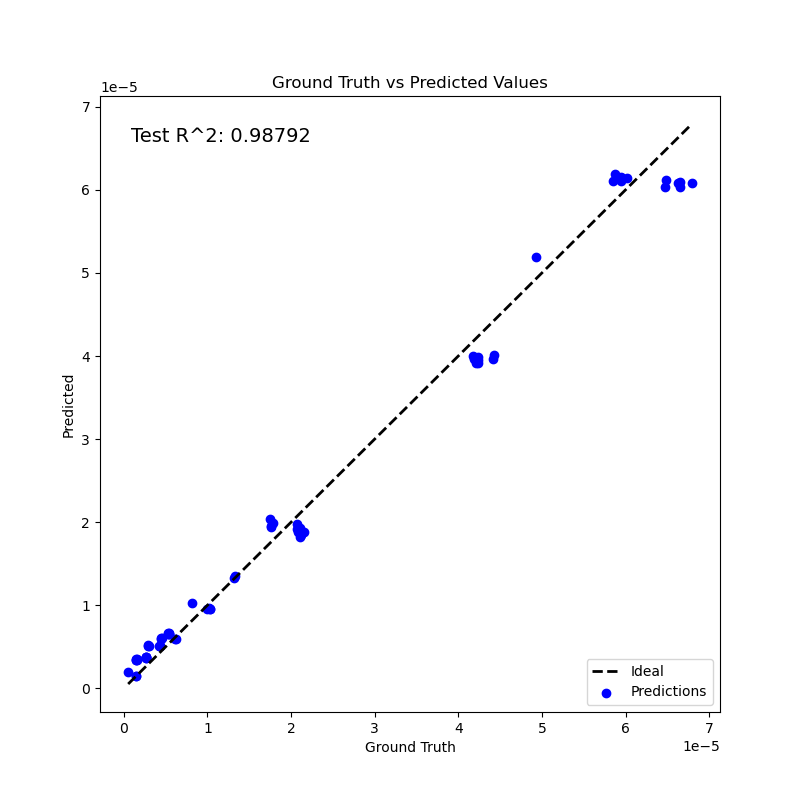 Ground Truth vs Predicted Values
1e−5
Test R^2: 0.98792
7
6
5
4
3
2
1
0
Predicted
Ideal
Predictions
0 1 2 3 4 5 6 7
1e−5
Ground Truth